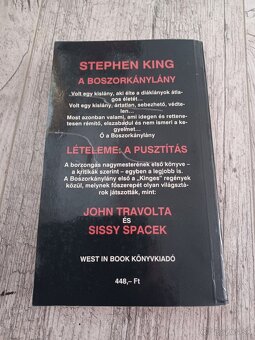 STEPHEN KING
A BOSZORKÁNYLÁNY
Volt egy kislány, aki élte a diáklányok átla-
gos életét...
Volt egy kislány, ártatlan, sebezhető, védte-
len...
Most azonban valami, ami idegen és rettene-
tesen rémítő, elszabadul és nem ismeri a ke-
gyelmet...
Ő a Boszorkánylány
LÉTELEME: A PUSZTÍTÁS
A borzongás nagymesterének első könyve –
a kritikák szerint – egyben a legjobb is.
A Boszorkánylány első a „Kinges" regények
közül, melynek főszerepét olyan világsztá-
rok játszották, mint:
JOHN TRAVOLTA
ÉS
SISSY SPACEK
WEST IN BOOK KÖNYVKIADÓ
448,– Ft